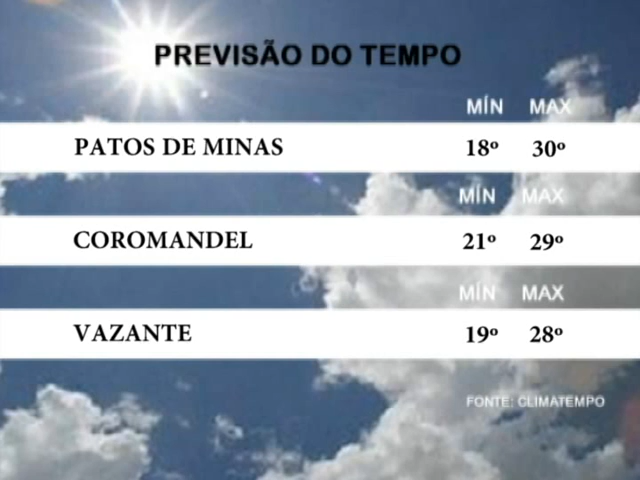 PREVISÃO DO TEMPO
MÍN MAX
PATOS DE MINAS 18º 30º
MÍN MAX
COROMANDEL 21º 29º
MÍN MAX
VAZANTE 19º 28º
FONTE: CLIMATEMPO